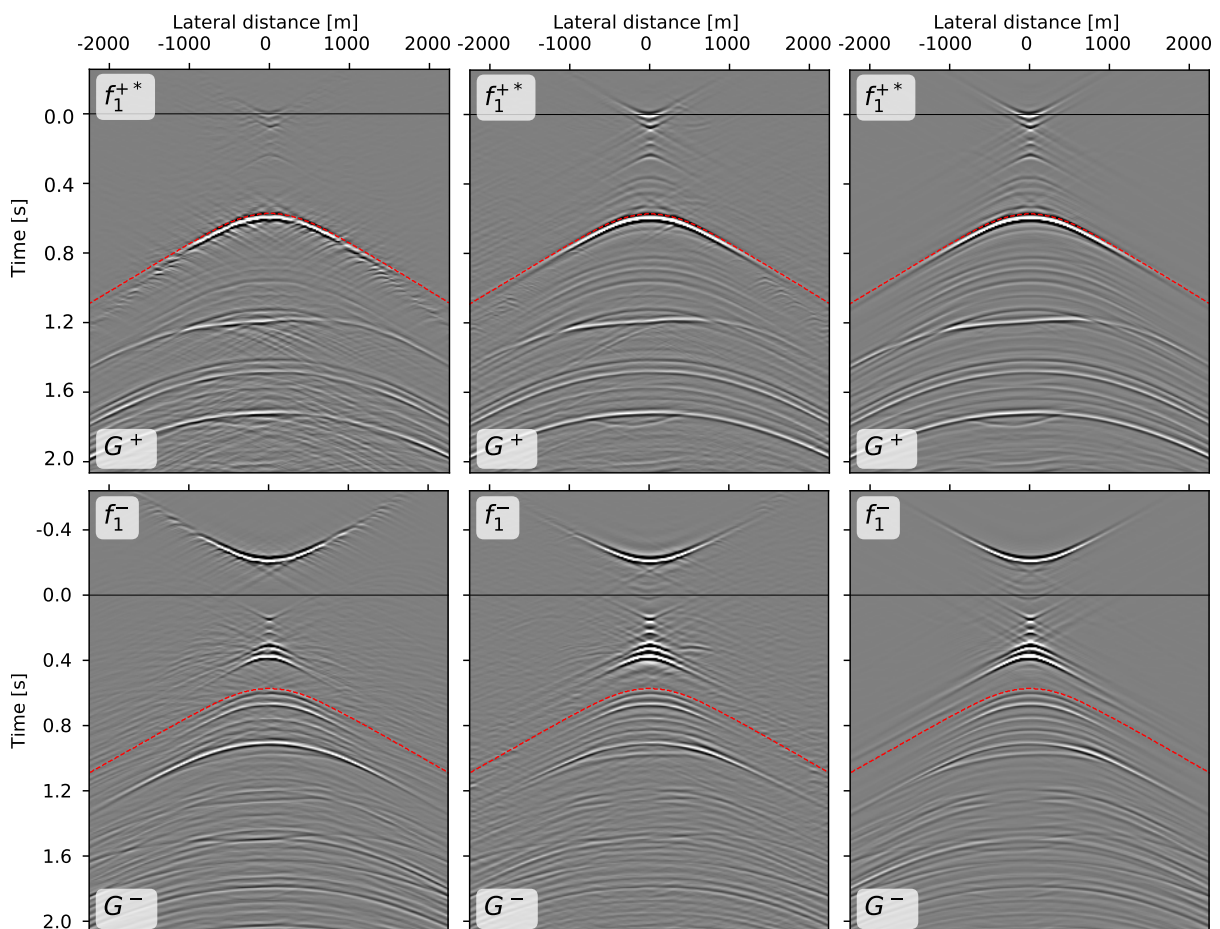 Lateral distance [m] Lateral distance [m] Lateral distance [m]
-2000 -1000 0 1000 2000 -2000 -1000 0 1000 2000 -2000 -1000 0 1000 2000
f₁⁺* f₁⁺* f₁⁺*
0.0
0.4
0.8
1.2
1.6
2.0
Time [s]
G⁺ G⁺ G⁺
f₁⁻ f₁⁻ f₁⁻
-0.4
0.0
0.4
0.8
1.2
1.6
2.0
Time [s]
G⁻ G⁻ G⁻